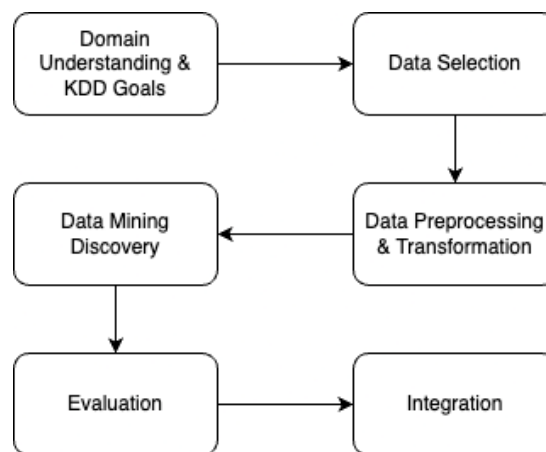 Domain
Understanding &
KDD Goals
Data Selection
Data Preprocessing
& Transformation
Data Mining
Discovery
Evaluation
Integration